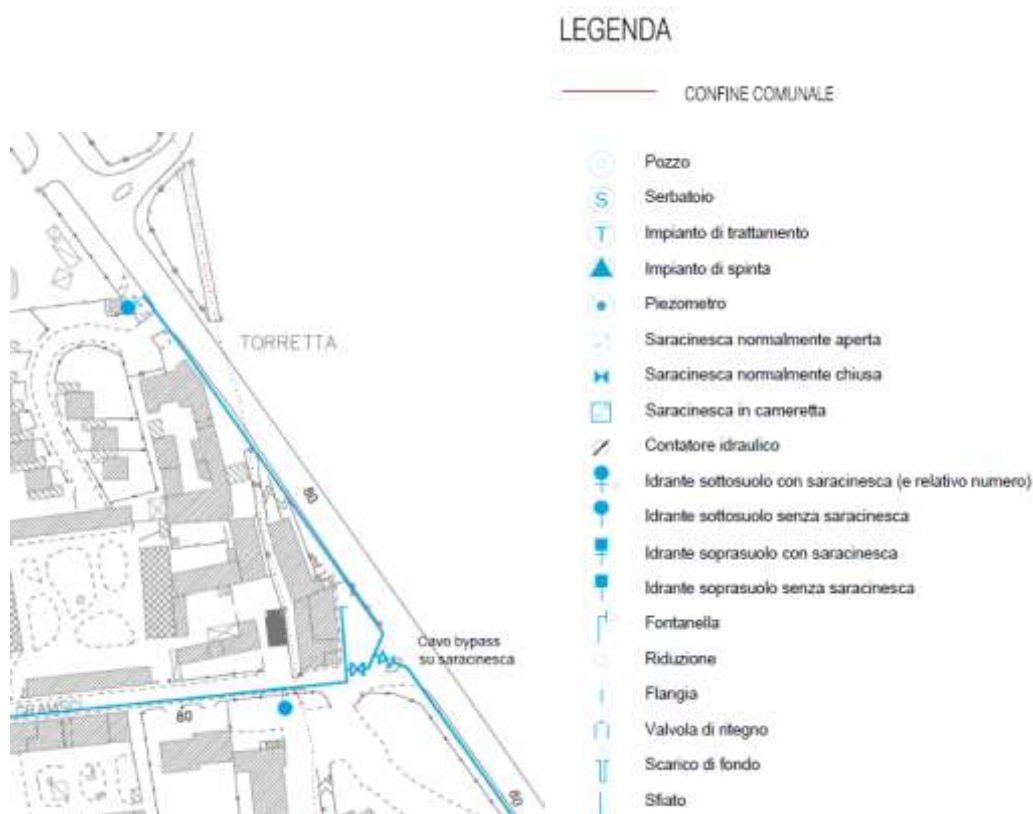 LEGENDA
CONFINE COMUNALE
Pozzo
S
Serbatoio
T
Impianto di trattamento
Impianto di spinta
Piezometro
Saracinesca normalmente aperta
Saracinesca normalmente chiusa
Saracinesca in cameretta
Contatore idraulico
Idrante sottosuolo con saracinesca (e relativo numero)
Idrante sottosuolo senza saracinesca
Idrante soprasuolo con saracinesca
Idrante soprasuolo senza saracinesca
Fontanella
Riduzione
Flangia
Valvola di ritegno
Scarico di fondo
Sfiato
TORRETTA
80
Cavo bypass
su saracinesca
GRAMSCI
80
80